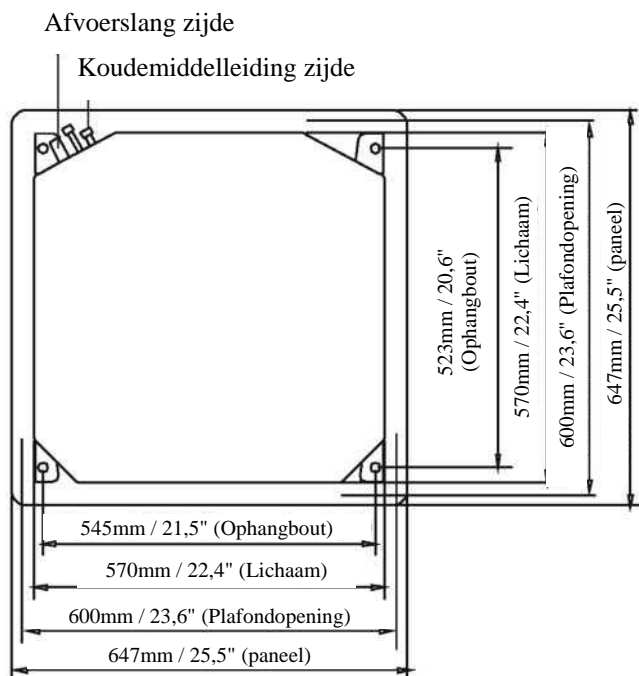 Afvoerslang zijde
Koudemiddelleiding zijde
523mm / 20,6"
(Ophangbout)
570mm / 22,4" (Lichaam)
600mm / 23,6" (Plafondopening)
647mm / 25,5" (paneel)
545mm / 21,5" (Ophangbout)
570mm / 22,4" (Lichaam)
600mm / 23,6" (Plafondopening)
647mm / 25,5" (paneel)